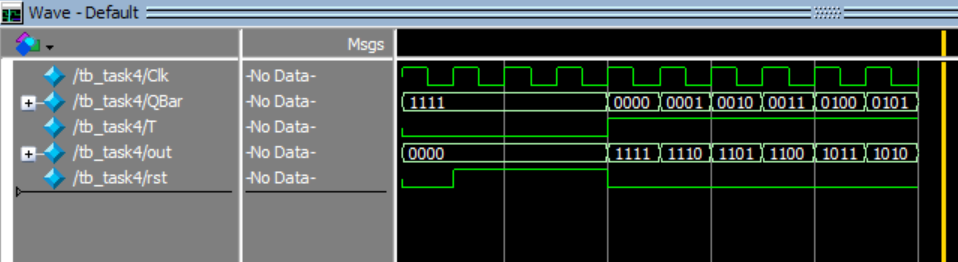 Wave - Default
Msgs
/tb_task4/Clk -No Data-
/tb_task4/QBar -No Data- 1111 0000 0001 0010 0011 0100 0101
/tb_task4/T -No Data-
/tb_task4/out -No Data- 0000 1111 1110 1101 1100 1011 1010
/tb_task4/rst -No Data-